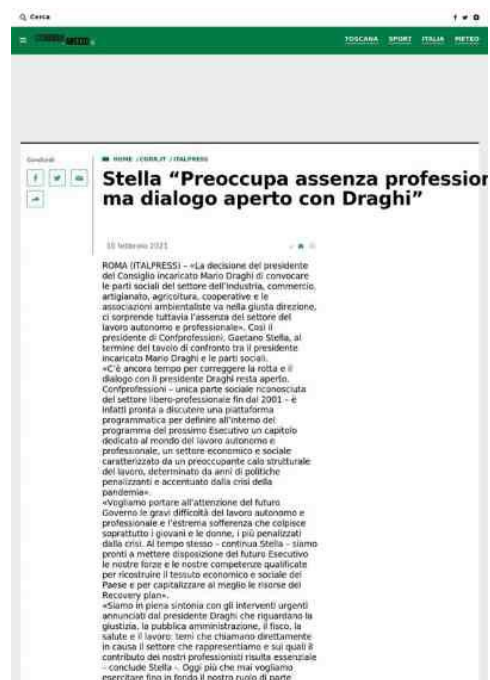 Cerca
CORRIERE AREZZO
TOSCANA SPORT ITALIA METEO
Condividi
HOME / CORR.IT / ITALPRESS
Stella “Preoccupa assenza profession
ma dialogo aperto con Draghi”
10 febbraio 2021
ROMA (ITALPRESS) – «La decisione del presidente
del Consiglio incaricato Mario Draghi di convocare
le parti sociali del settore dell'industria, commercio,
artigianato, agricoltura, cooperative e le
associazioni ambientaliste va nella giusta direzione,
ci sorprende tuttavia l'assenza del settore del
lavoro autonomo e professionale». Così il
presidente di Confprofessioni, Gaetano Stella, al
termine del tavolo di confronto tra il presidente
incaricato Mario Draghi e le parti sociali.
«C'è ancora tempo per correggere la rotta e il
dialogo con il presidente Draghi resta aperto.
Confprofessioni – unica parte sociale riconosciuta
del settore libero-professionale fin dal 2001 – è
infatti pronta a discutere una piattaforma
programmatica per definire all'interno del
programma del prossimo Esecutivo un capitolo
dedicato al mondo del lavoro autonomo e
professionale, un settore economico e sociale
caratterizzato da un preoccupante calo strutturale
del lavoro, determinato da anni di politiche
penalizzanti e accentuato dalla crisi della
pandemia».
«Vogliamo portare all'attenzione del futuro
Governo le gravi difficoltà del lavoro autonomo e
professionale e l'estrema sofferenza che colpisce
soprattutto i giovani e le donne, i più penalizzati
dalla crisi. Al tempo stesso – continua Stella – siamo
pronti a mettere disposizione del futuro Esecutivo
le nostre forze e le nostre competenze qualificate
per ricostruire il tessuto economico e sociale del
Paese e per capitalizzare al meglio le risorse del
Recovery plan».
«Siamo in piena sintonia con gli interventi urgenti
annunciati dal presidente Draghi che riguardano la
giustizia, la pubblica amministrazione, il fisco, la
salute e il lavoro: temi che chiamano direttamente
in causa il settore che rappresentiamo e sui quali il
contributo dei nostri professionisti risulta essenziale
– conclude Stella -. Oggi più che mai vogliamo
esercitare fino in fondo il nostro ruolo di parte